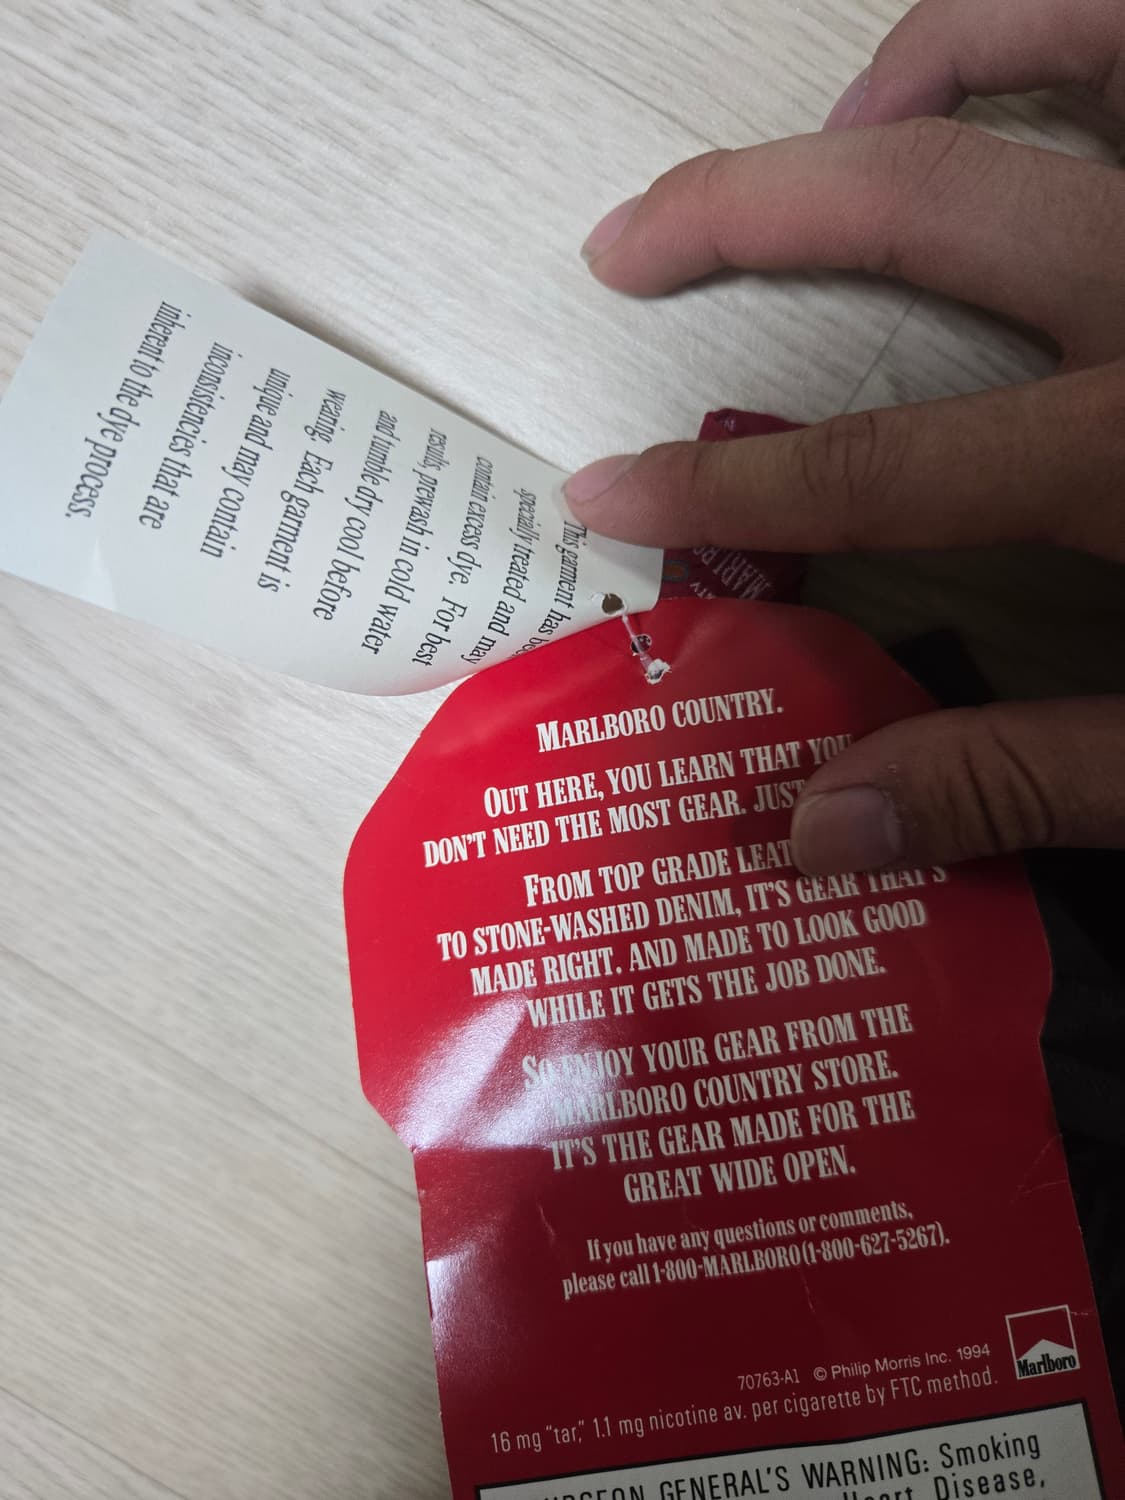 This garment has
specially treated and may
contain excess dye. For best
results, prewash in cold water
and tumble dry cool before
wearing. Each garment is
unique and may contain
inconsistencies that are
inherent to the dye process.
MARLBORO COUNTRY.
OUT HERE, YOU LEARN THAT YOU
DON'T NEED THE MOST GEAR. JUST
FROM TOP GRADE
TO STONE-WASHED DENIM, IT'S GEAR THAT'S
MADE RIGHT. AND MADE TO LOOK GOOD
WHILE IT GETS THE JOB DONE.
SO ENJOY YOUR GEAR FROM THE
MARLBORO COUNTRY STORE.
IT'S THE GEAR MADE FOR THE
GREAT WIDE OPEN.
If you have any questions or comments,
please call 1-800-MARLBORO (1-800-627-5267).
Marlboro
70763-A1 © Philip Morris Inc. 1994
16 mg "tar," 1.1 mg nicotine av. per cigarette by FTC method.
GENERAL'S WARNING: Smoking
Disease,